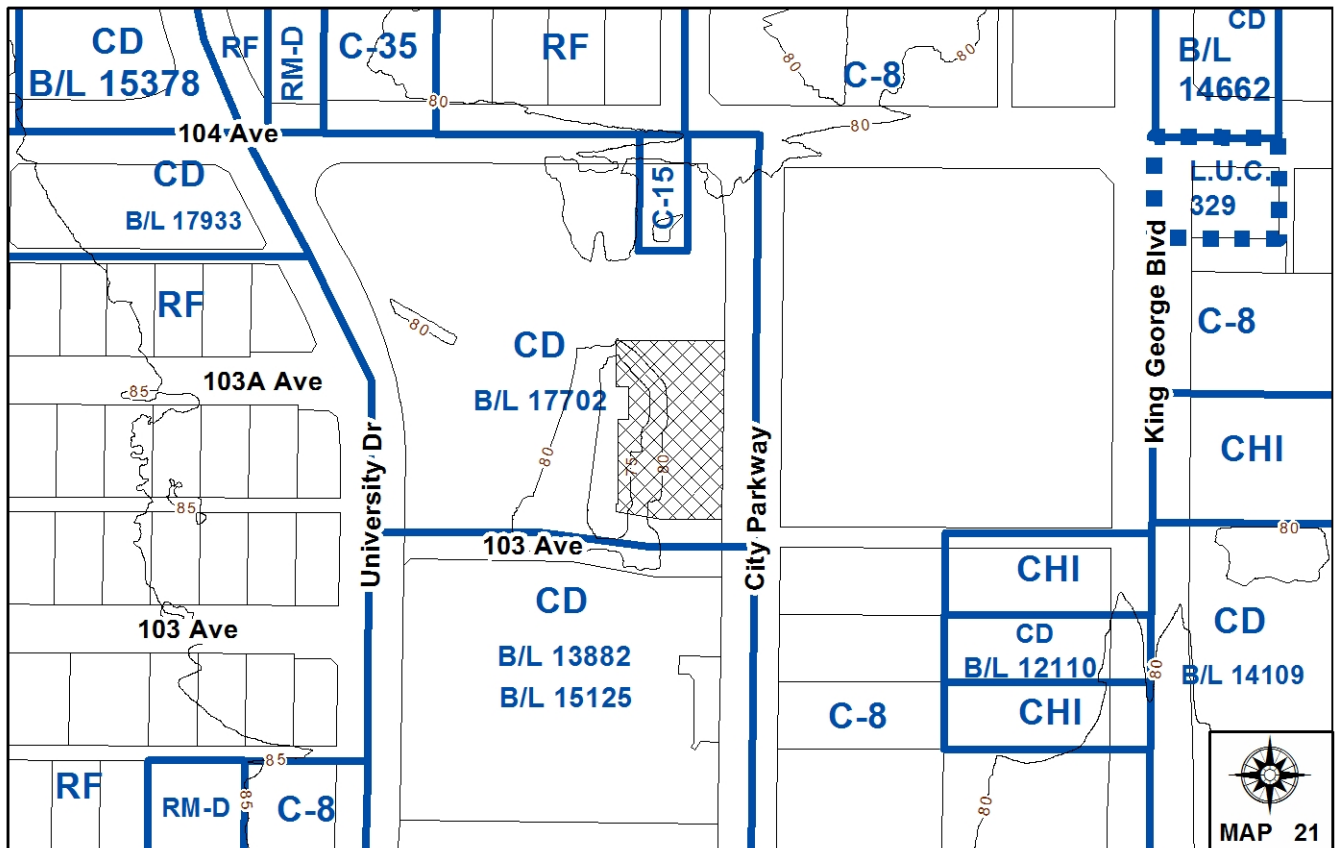 CD
B/L 15378
RF
RM-D
C-35
RF
C-8
CD
B/L
14662
80
80
80
80
104 Ave
80
CD
B/L 17933
C-15
L.U.C.
329
RF
80
CD
B/L 17702
King George Blvd
C-8
103A Ave
85
CHI
University Dr
80
75
80
City Parkway
85
103 Ave
80
CD
B/L 13882
B/L 15125
CHI
CD
B/L 12110
CHI
C-8
80
CD
B/L 14109
103 Ave
85
RF
RM-D
85
C-8
80
MAP 21